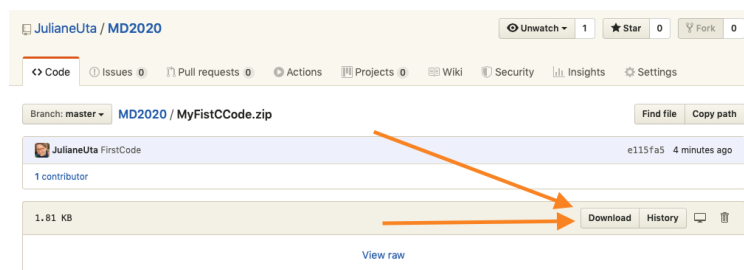 JulianeUta / MD2020
Unwatch 1 Star 0 Fork 0
Code Issues 0 Pull requests 0 Actions Projects 0 Wiki Security Insights Settings
Branch: master MD2020 / MyFistCCode.zip Find file Copy path
JulianeUta FirstCode e115fa5 4 minutes ago
1 contributor
1.81 KB Download History
View raw